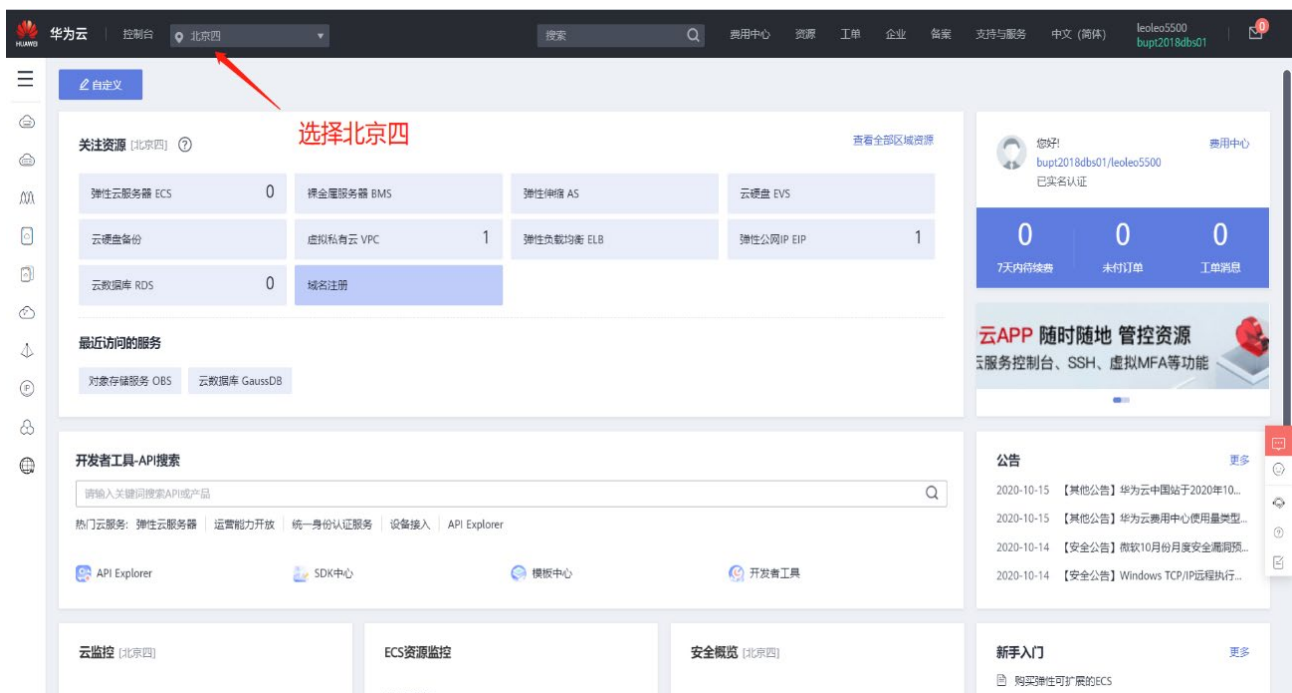 HUAWEI 华为云 控制台 北京四 搜索 费用中心 资源 工单 企业 备案 支持与服务 中文 (简体) leoleo5500
bupt2018dbs01 0
自定义
选择北京四
关注资源 [北京四] ? 查看全部区域资源
弹性云服务器 ECS 0 裸金属服务器 BMS 弹性伸缩 AS 云硬盘 EVS
云硬盘备份 虚拟私有云 VPC 1 弹性负载均衡 ELB 弹性公网IP EIP 1
云数据库 RDS 0 域名注册
最近访问的服务
对象存储服务 OBS 云数据库 GaussDB
您好! 费用中心
bupt2018dbs01/leoleo5500
已实名认证
0 0 0
7天内待续费 未付订单 工单消息
云APP 随时随地 管控资源
云服务控制台、SSH、虚拟MFA等功能
开发者工具-API搜索
请输入关键词搜索API或产品
热门云服务: 弹性云服务器 运营能力开放 统一身份认证服务 设备接入 API Explorer
API Explorer SDK中心 模板中心 开发者工具
公告 更多
2020-10-15 【其他公告】华为云中国站于2020年10...
2020-10-15 【其他公告】华为云费用中心使用量类型...
2020-10-14 【安全公告】微软10月份月度安全漏洞预...
2020-10-14 【安全公告】Windows TCP/IP远程执行...
云监控 [北京四] ECS资源监控 安全概览 [北京四]
新手入门 更多
购买弹性可扩展的ECS